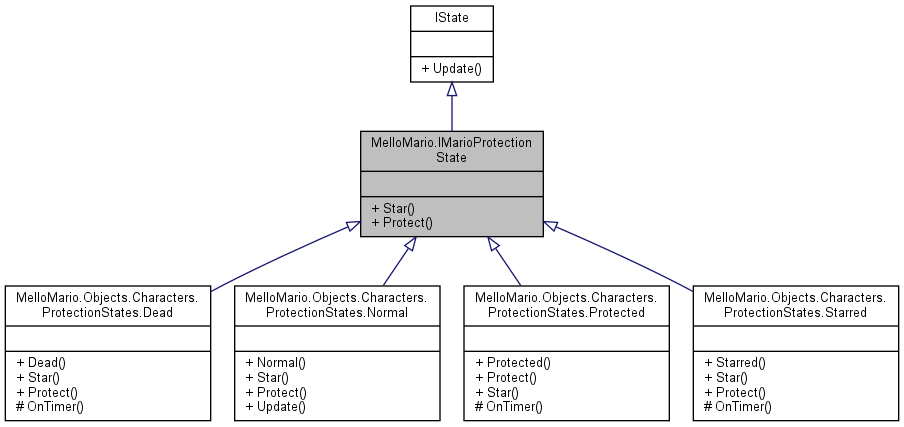 IState
+ Update()
MelloMario.IMarioProtection
State
+ Star()
+ Protect()
MelloMario.Objects.Characters.
ProtectionStates.Dead
+ Dead()
+ Star()
+ Protect()
# OnTimer()
MelloMario.Objects.Characters.
ProtectionStates.Normal
+ Normal()
+ Star()
+ Protect()
+ Update()
MelloMario.Objects.Characters.
ProtectionStates.Protected
+ Protected()
+ Protect()
+ Star()
# OnTimer()
MelloMario.Objects.Characters.
ProtectionStates.Starred
+ Starred()
+ Star()
+ Protect()
# OnTimer()